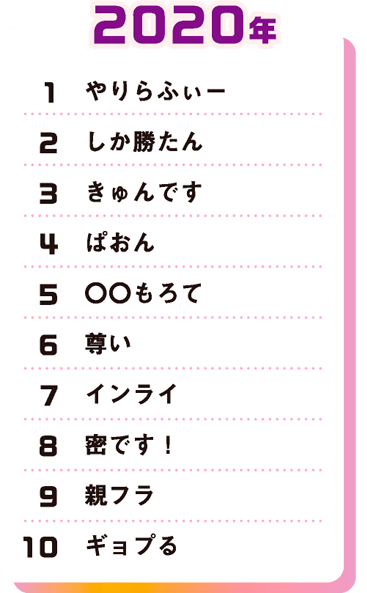 2020年
1 やりらふぃー
2 しか勝たん
3 きゅんです
4 ぱおん
5 〇〇もろて
6 尊い
7 インライ
8 密です！
9 親フラ
10 ギョプる